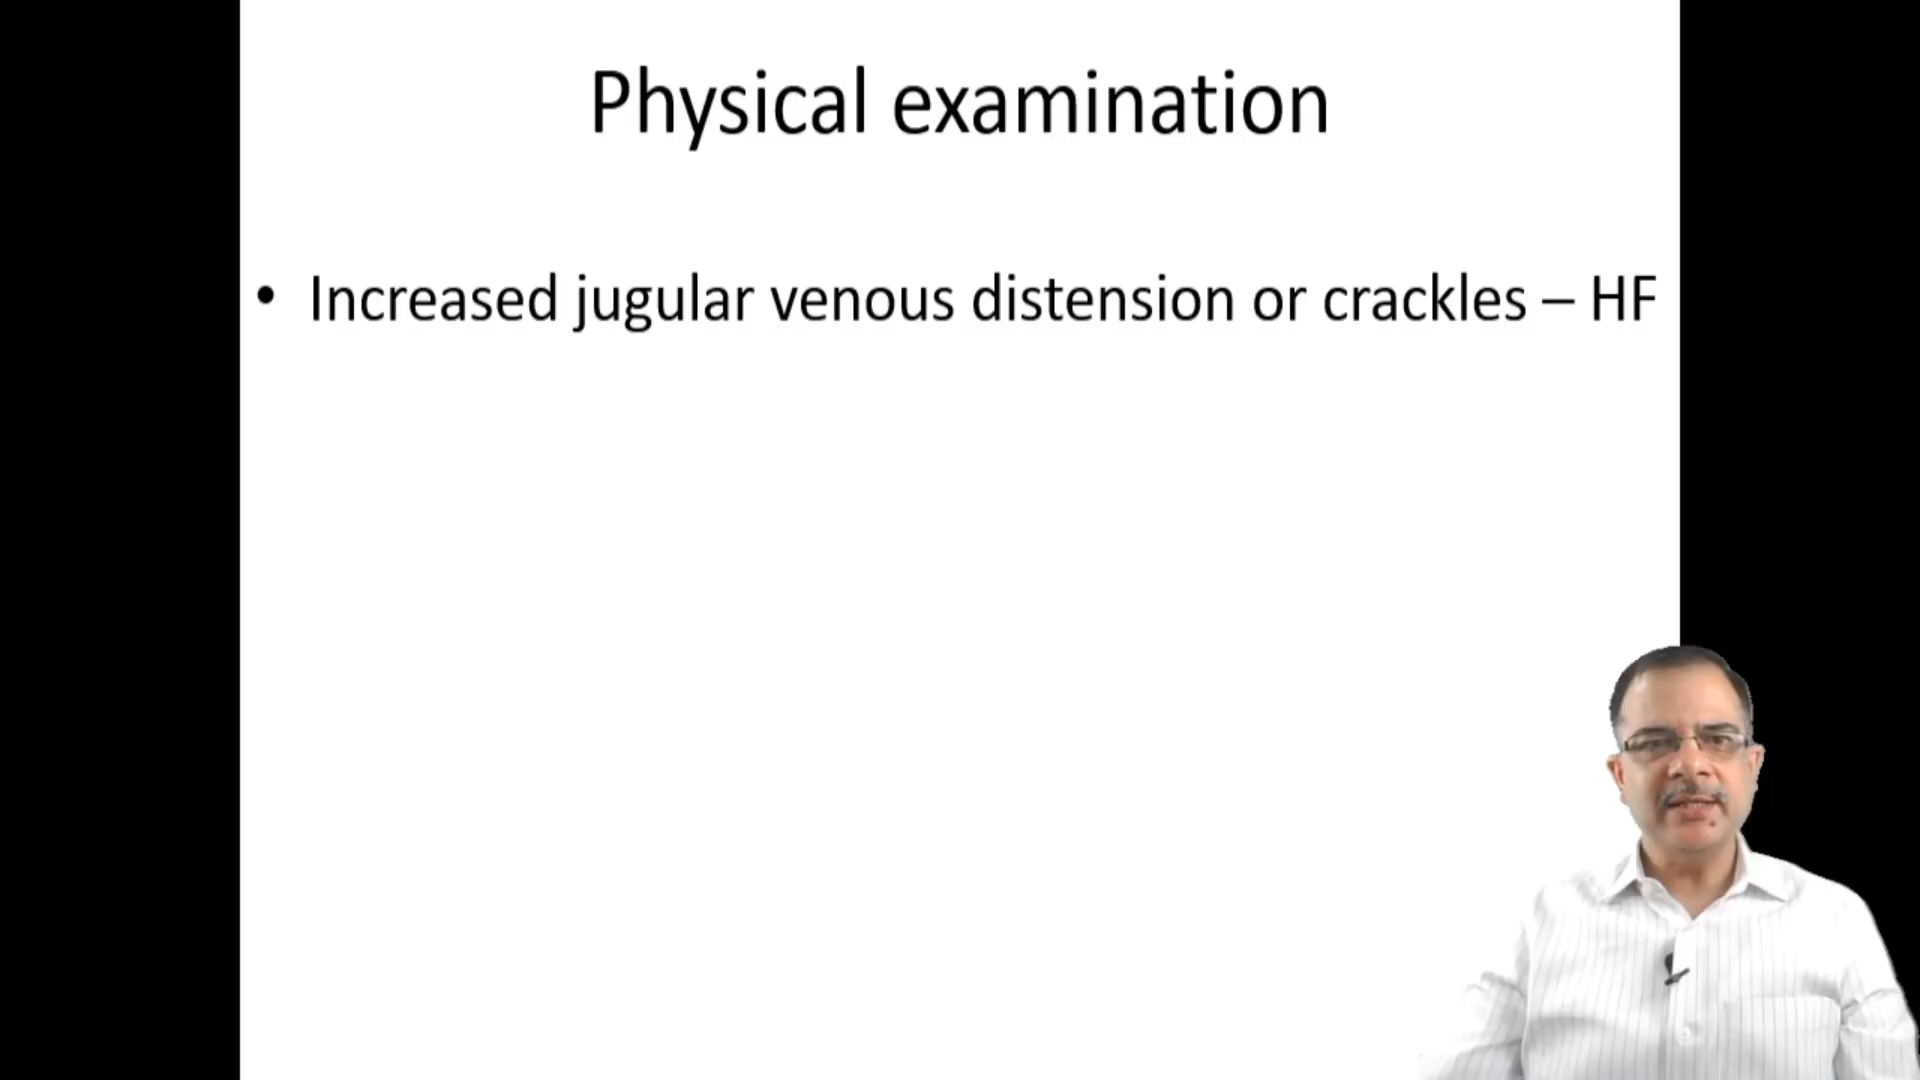 Physical examination
• Increased jugular venous distension or crackles – HF